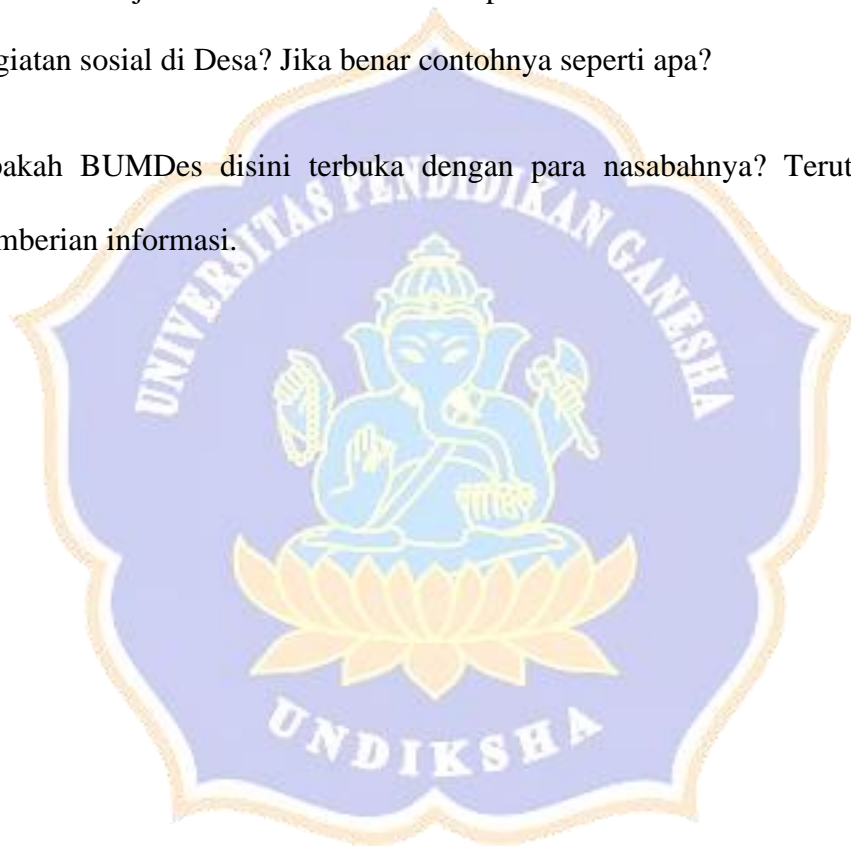 giatan sosial di Desa? Jika benar contohnya seperti apa?
pakah BUMDes disini terbuka dengan para nasabahnya? Terut
mberian informasi.
UNIVERSITAS PENDIDIKAN GANESHA
UNDIKSHA